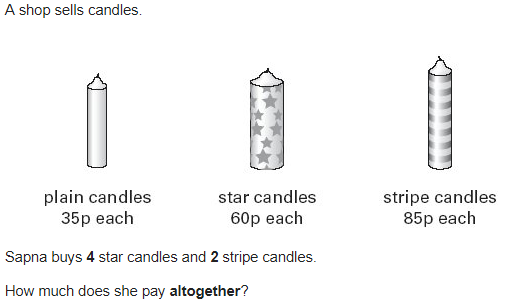 A shop sells candles.
plain candles
35p each
star candles
60p each
stripe candles
85p each
Sapna buys 4 star candles and 2 stripe candles.
How much does she pay altogether?